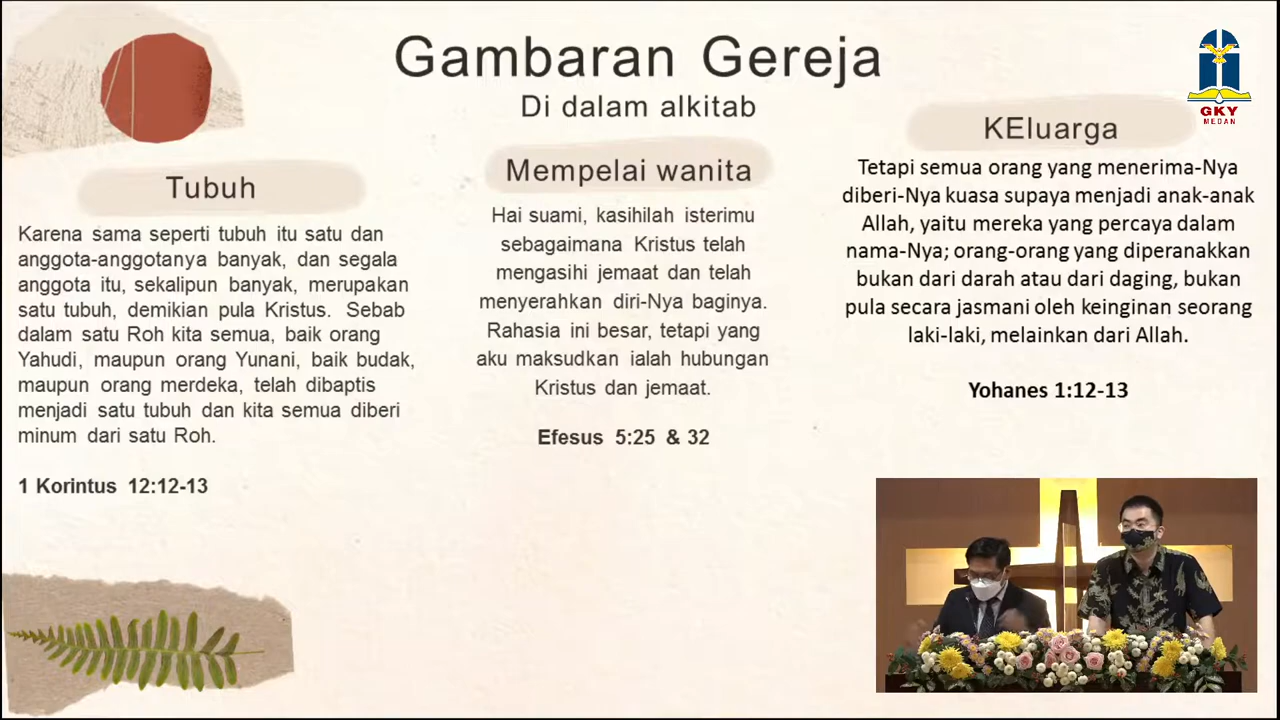 Gambaran Gereja
Di dalam alkitab
GKY
MEDAN
Tubuh
Karena sama seperti tubuh itu satu dan
anggota-anggotanya banyak, dan segala
anggota itu, sekalipun banyak, merupakan
satu tubuh, demikian pula Kristus. Sebab
dalam satu Roh kita semua, baik orang
Yahudi, maupun orang Yunani, baik budak,
maupun orang merdeka, telah dibaptis
menjadi satu tubuh dan kita semua diberi
minum dari satu Roh.
1 Korintus 12:12-13
Mempelai wanita
Hai suami, kasihilah isterimu
sebagaimana Kristus telah
mengasihi jemaat dan telah
menyerahkan diri-Nya baginya.
Rahasia ini besar, tetapi yang
aku maksudkan ialah hubungan
Kristus dan jemaat.
Efesus 5:25 & 32
KEluarga
Tetapi semua orang yang menerima-Nya
diberi-Nya kuasa supaya menjadi anak-anak
Allah, yaitu mereka yang percaya dalam
nama-Nya; orang-orang yang diperanakkan
bukan dari darah atau dari daging, bukan
pula secara jasmani oleh keinginan seorang
laki-laki, melainkan dari Allah.
Yohanes 1:12-13